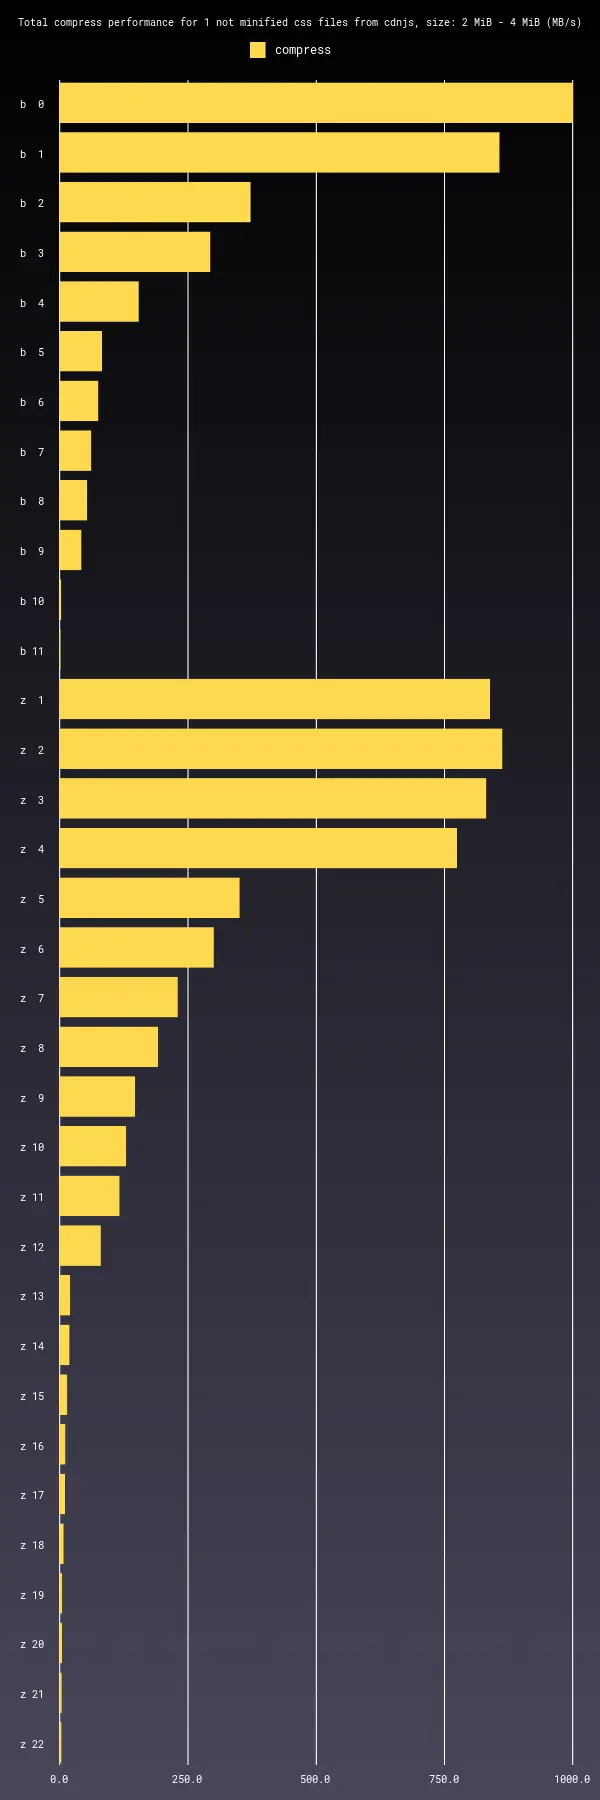 Total compress performance for 1 not minified css files from cdnjs, size: 2 MiB - 4 MiB (MB/s)
compress
b  0
b  1
b  2
b  3
b  4
b  5
b  6
b  7
b  8
b  9
b 10
b 11
z  1
z  2
z  3
z  4
z  5
z  6
z  7
z  8
z  9
z 10
z 11
z 12
z 13
z 14
z 15
z 16
z 17
z 18
z 19
z 20
z 21
z 22
0.0 250.0 500.0 750.0 1000.0